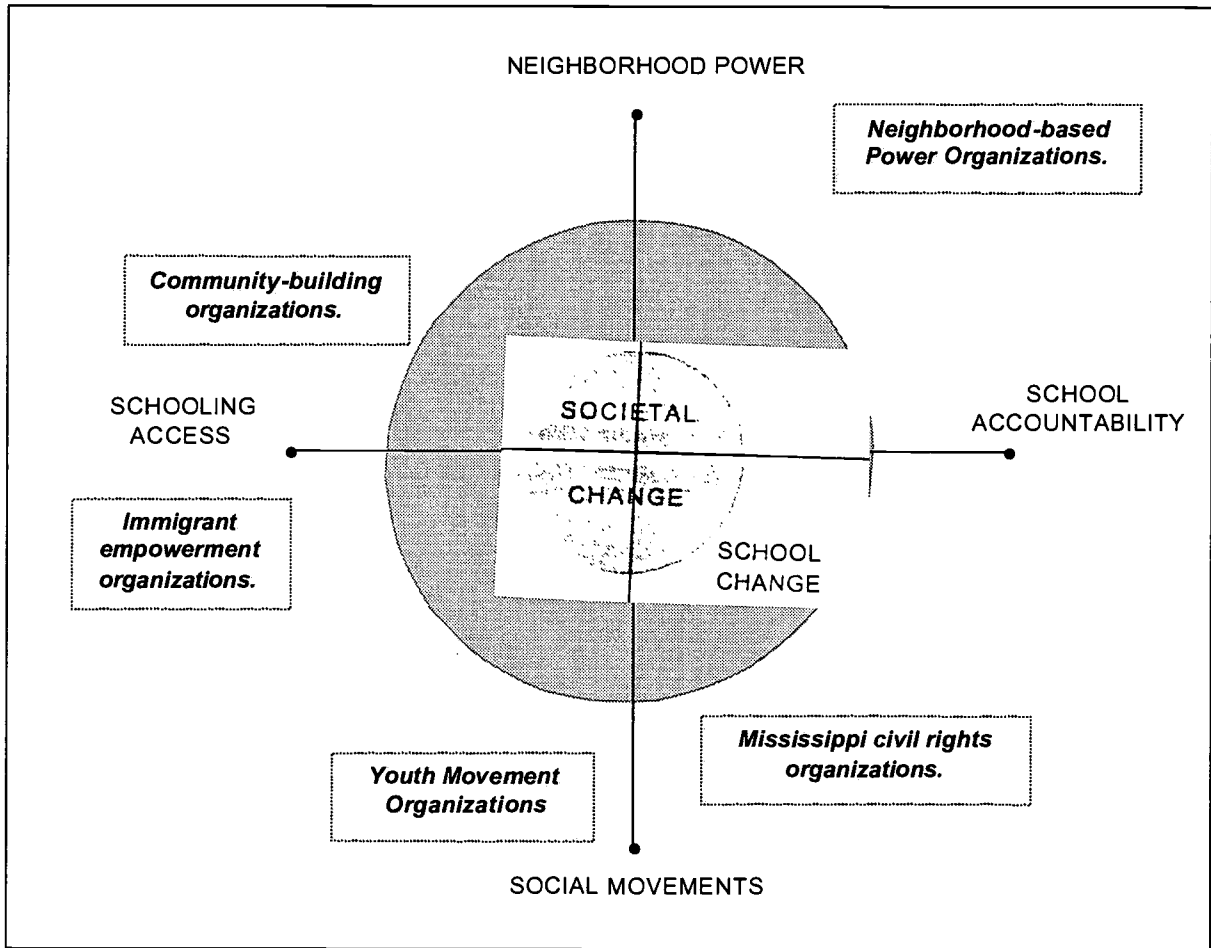 NEIGHBORHOOD POWER
Neighborhood-based
Power Organizations.
Community-building
organizations.
SCHOOLING
ACCESS
SOCIETAL
CHANGE
SCHOOL
ACCOUNTABILITY
Immigrant
empowerment
organizations.
SCHOOL
CHANGE
Youth Movement
Organizations
Mississippi civil rights
organizations.
SOCIAL MOVEMENTS